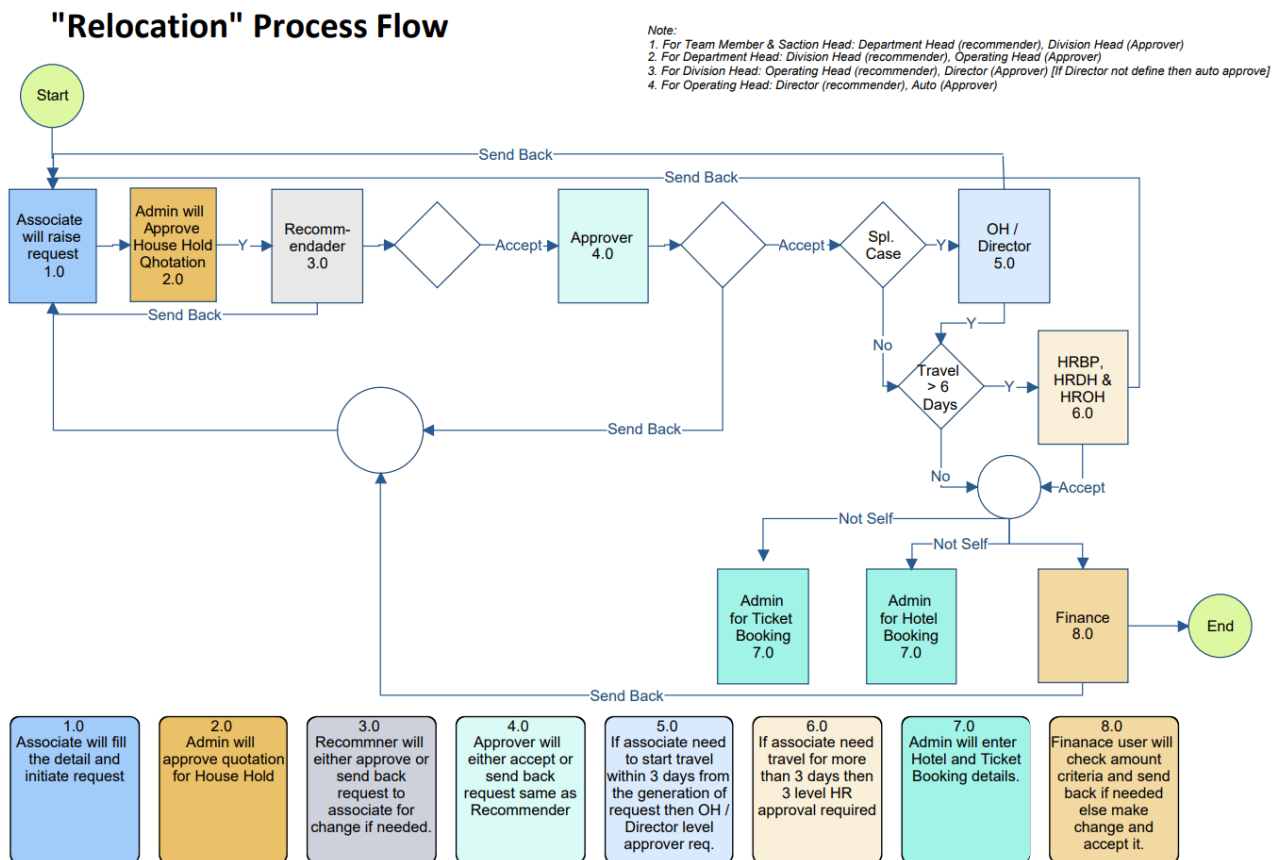 "Relocation" Process Flow
Note:
1. For Team Member & Saction Head: Department Head (recommender), Division Head (Approver)
2. For Department Head: Division Head (recommender), Operating Head (Approver)
3. For Division Head: Operating Head (recommender), Director (Approver) [If Director not define then auto approve]
4. For Operating Head: Director (recommender), Auto (Approver)
Start
Send Back
Send Back
Associate
will raise
request
1.0
Admin will
Approve
House Hold
Qhotation
2.0
Y
Recomm-
endader
3.0
Accept
Approver
4.0
Accept
Spl.
Case
Y
OH /
Director
5.0
Send Back
Y
No
Travel
> 6
Days
Y
HRBP,
HRDH &
HROH
6.0
Send Back
No
Accept
Not Self
Not Self
Admin
for Ticket
Booking
7.0
Admin
for Hotel
Booking
7.0
Finance
8.0
End
Send Back
1.0
Associate will fill
the detail and
initiate request
2.0
Admin will
approve quotation
for House Hold
3.0
Recommner will
either approve or
send back
request to
associate for
change if needed.
4.0
Approver will
either accept or
send back
request same as
Recommender
5.0
If associate need
to start travel
within 3 days from
the generation of
request then OH /
Director level
approver req.
6.0
If associate need
travel for more
than 3 days then
3 level HR
approval required
7.0
Admin will enter
Hotel and Ticket
Booking details.
8.0
Finanace user will
check amount
criteria and send
back if needed
else make
change and
accept it.